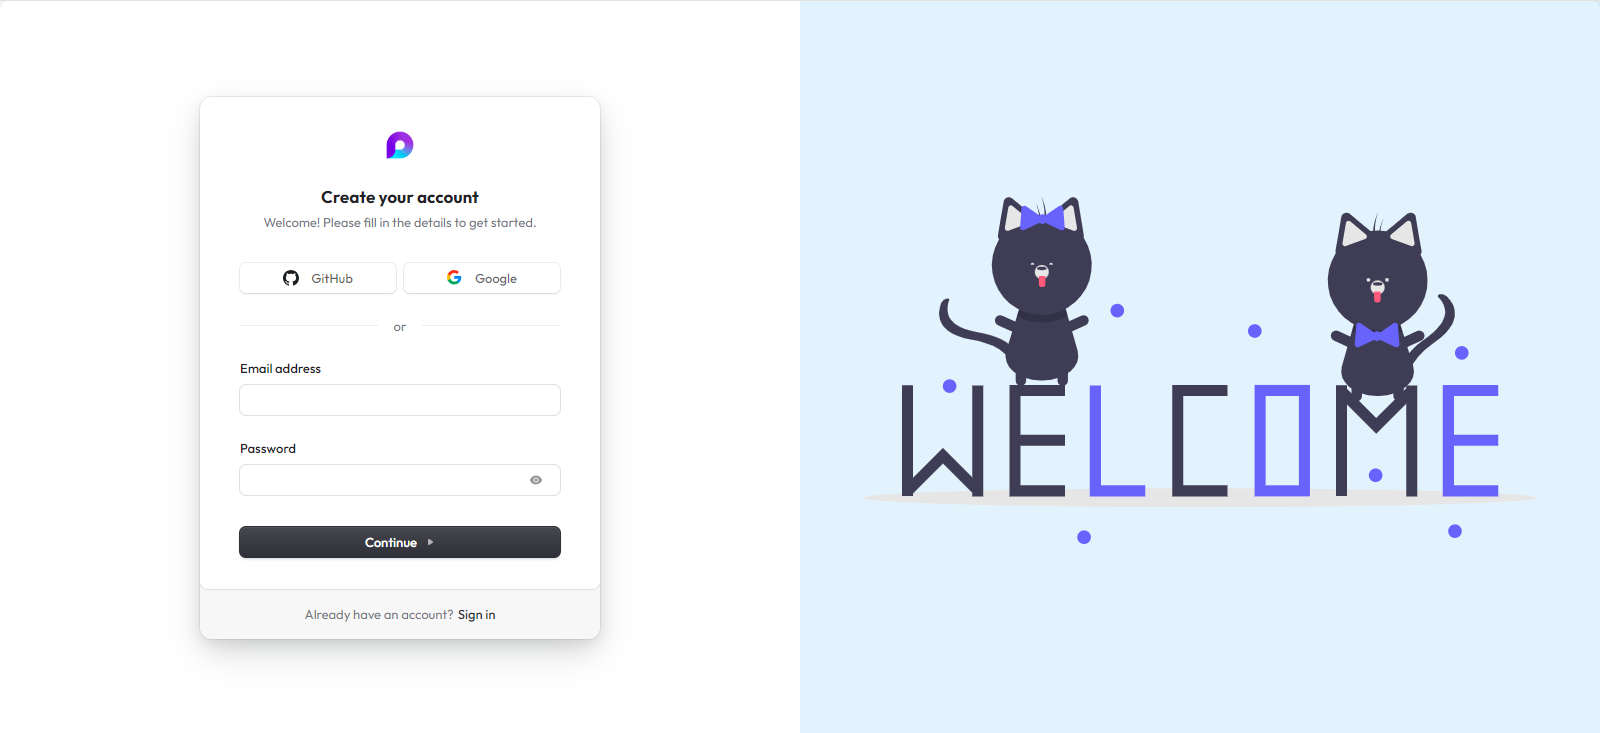 Create your account
Welcome! Please fill in the details to get started.
GitHub
Google
or
Email address
Password
Continue
Already have an account? Sign in
WELCOME